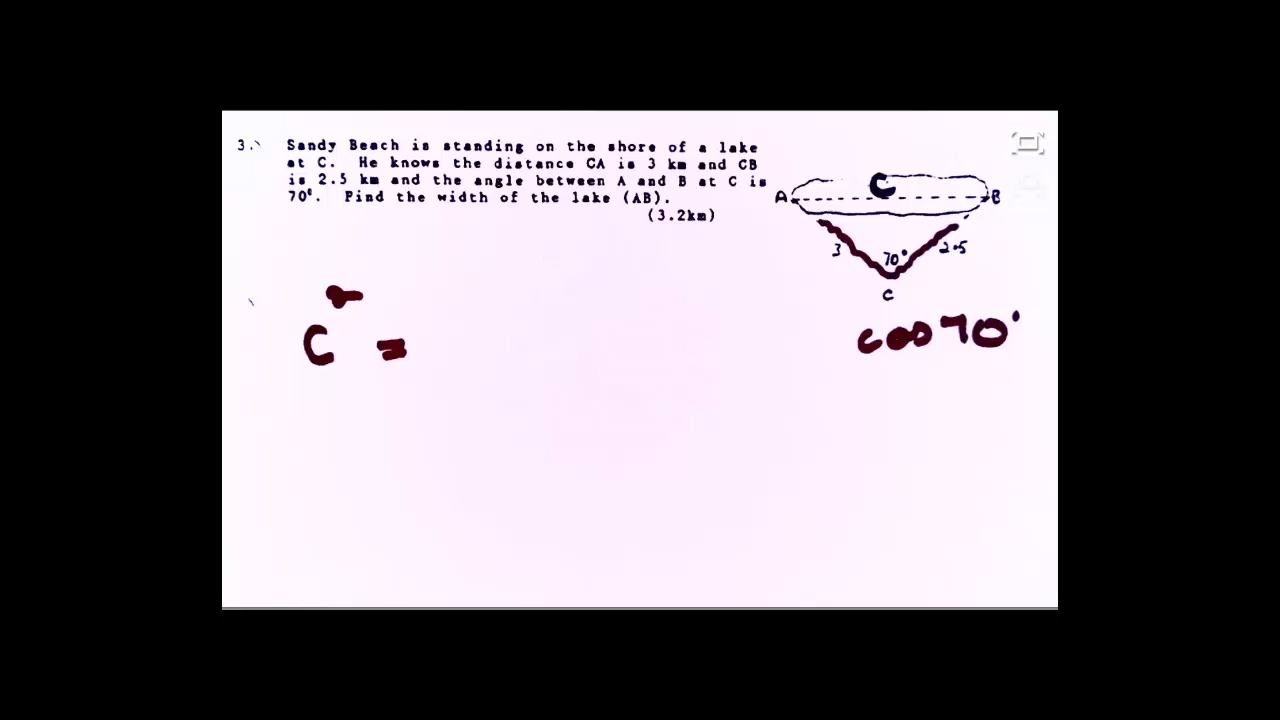 3.
Sandy Beach is standing on the shore of a lake
at C. He knows the distance CA is 3 km and CB
is 2.5 km and the angle between A and B at C is
70°. Find the width of the lake (AB).
(3.2km)
C
A
B
3
70°
2.5
C
C² =
cos70°